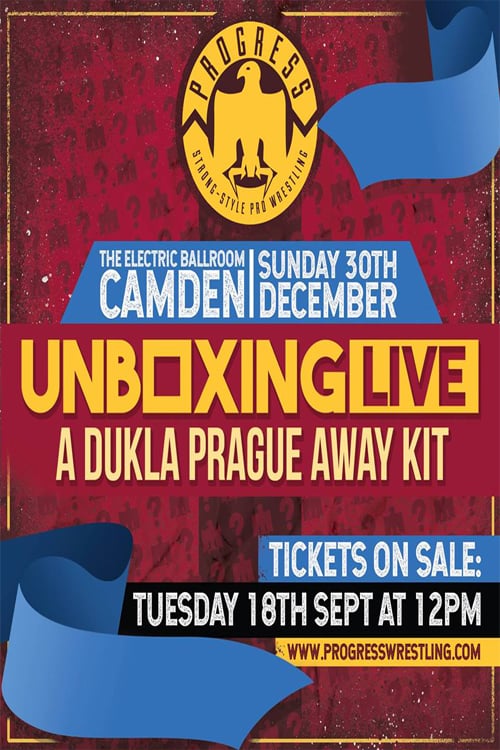 PROGRESS
STRONG-STYLE PRO WRESTLING
THE ELECTRIC BALLROOM
CAMDEN
SUNDAY 30TH
DECEMBER
UNBOXING LIVE
A DUKLA PRAGUE AWAY KIT
TICKETS ON SALE:
TUESDAY 18TH SEPT AT 12PM
WWW.PROGRESSWRESTLING.COM